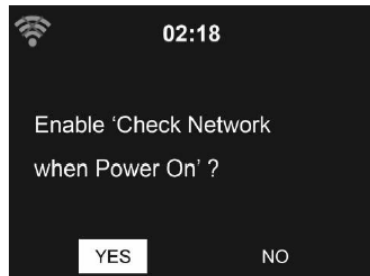 02:18
Enable ‘Check Network
when Power On’ ?
YES NO